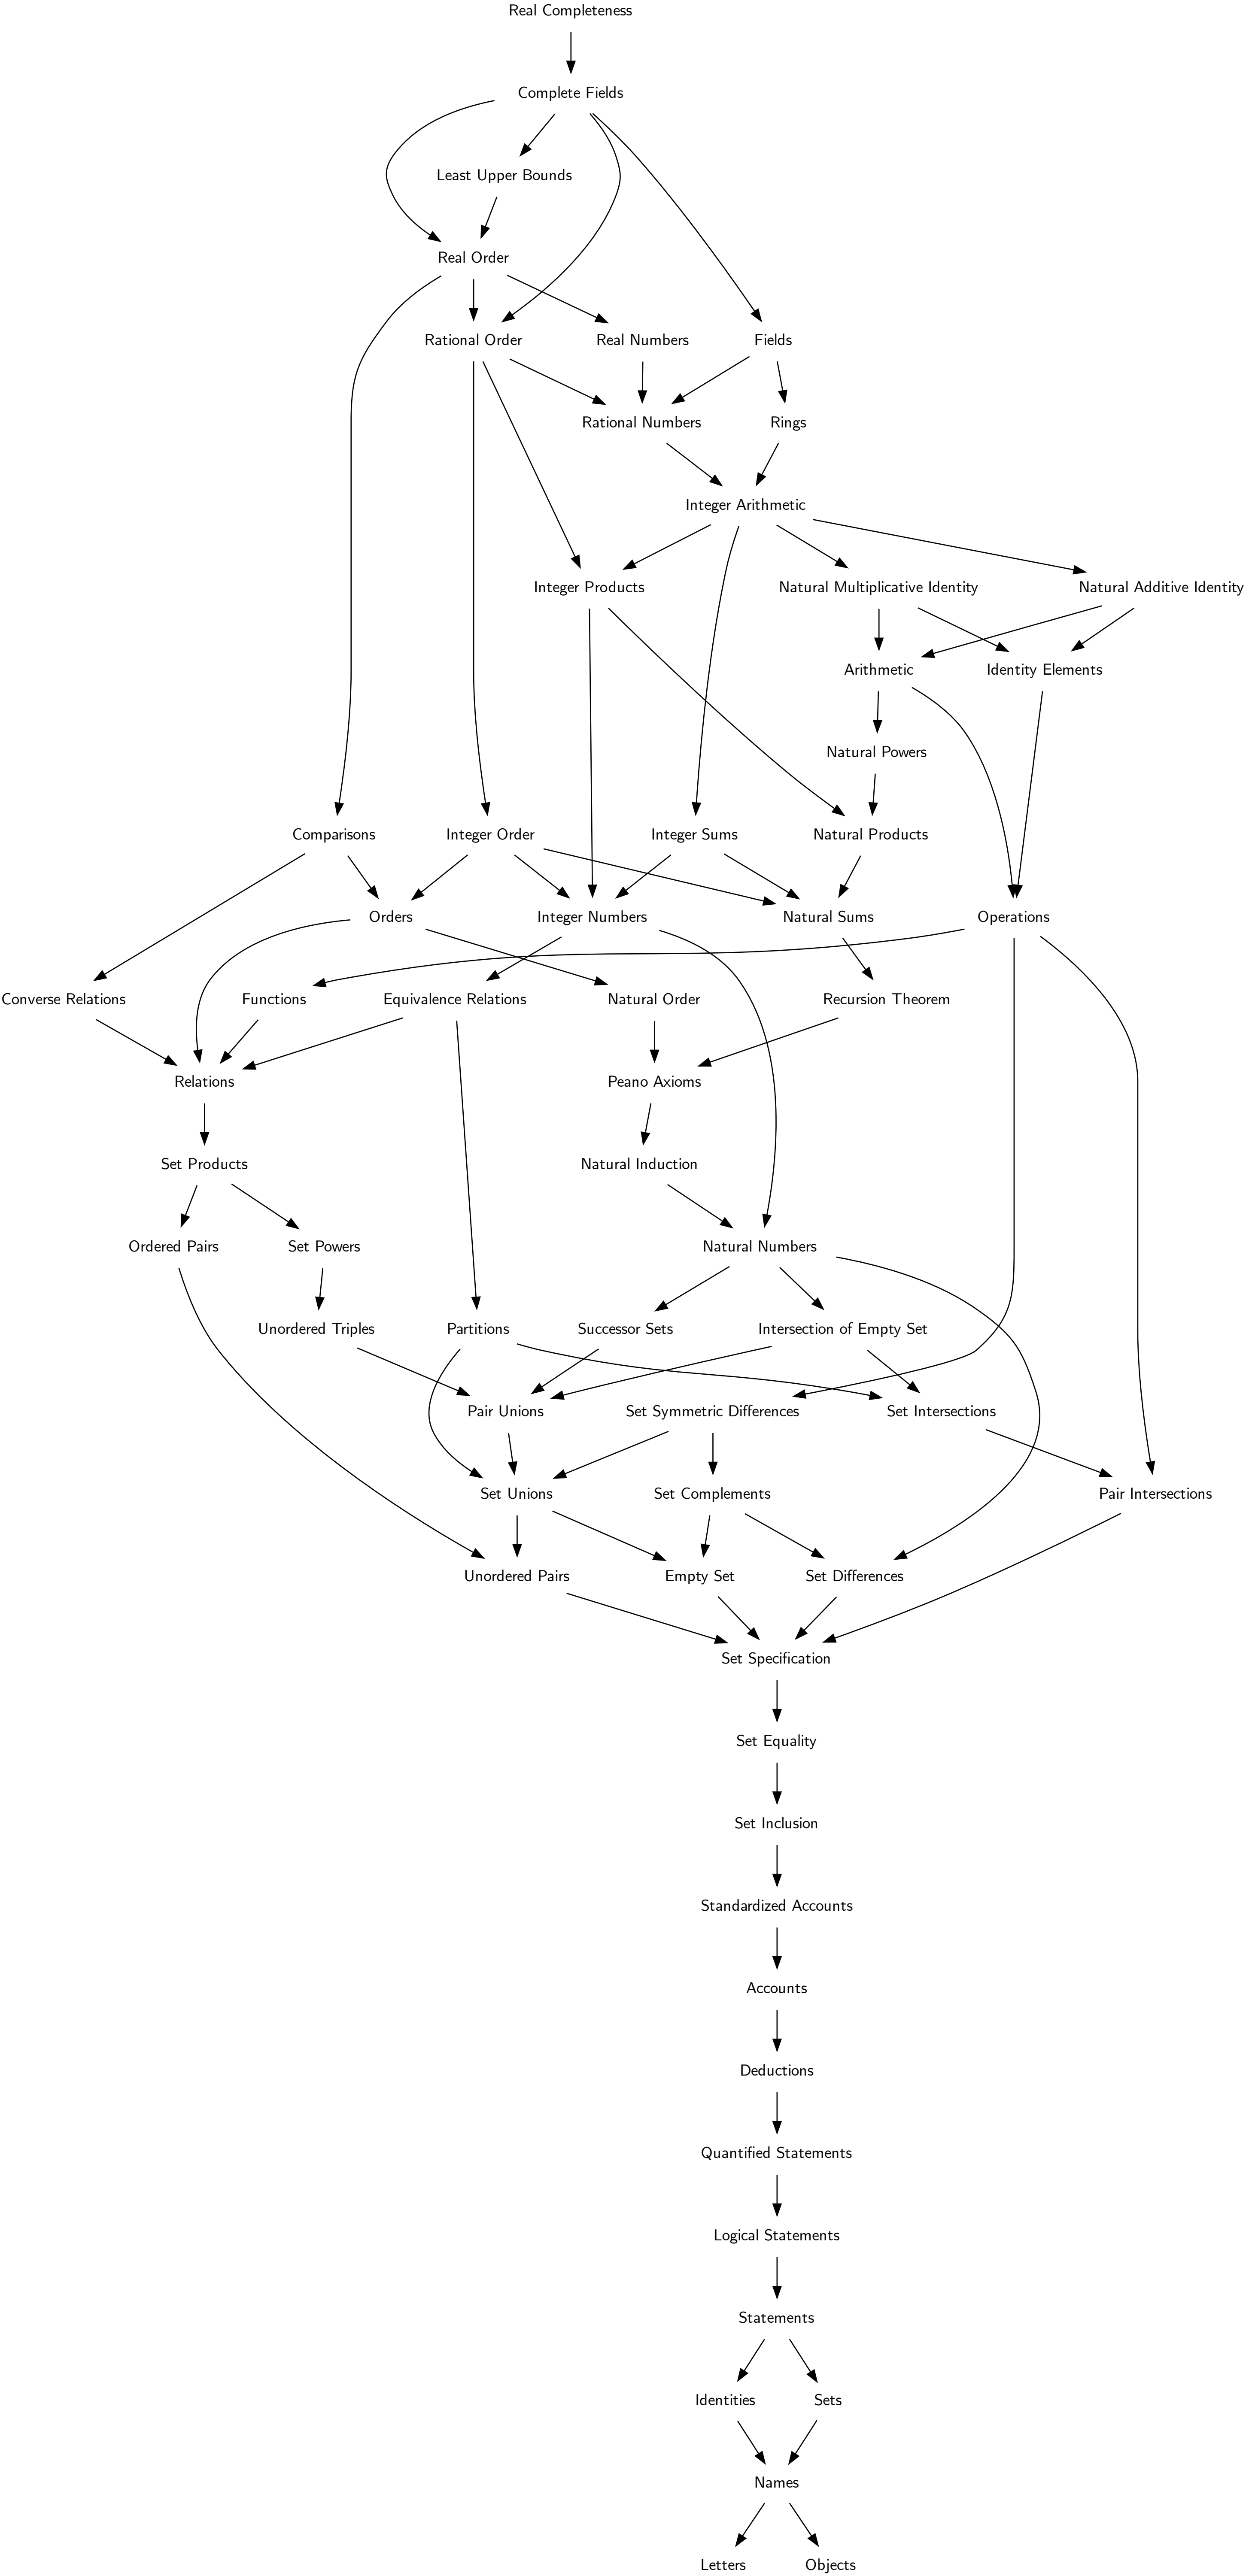 Real Completeness
Complete Fields
Least Upper Bounds
Real Order
Rational Order
Real Numbers
Fields
Rational Numbers
Rings
Integer Arithmetic
Integer Products
Natural Multiplicative Identity
Natural Additive Identity
Arithmetic
Identity Elements
Natural Powers
Comparisons
Integer Order
Integer Sums
Natural Products
Orders
Integer Numbers
Natural Sums
Operations
Converse Relations
Functions
Equivalence Relations
Natural Order
Recursion Theorem
Relations
Peano Axioms
Set Products
Natural Induction
Ordered Pairs
Set Powers
Natural Numbers
Unordered Triples
Partitions
Successor Sets
Intersection of Empty Set
Pair Unions
Set Symmetric Differences
Set Intersections
Set Unions
Set Complements
Pair Intersections
Unordered Pairs
Empty Set
Set Differences
Set Specification
Set Equality
Set Inclusion
Standardized Accounts
Accounts
Deductions
Quantified Statements
Logical Statements
Statements
Identities
Sets
Names
Letters
Objects